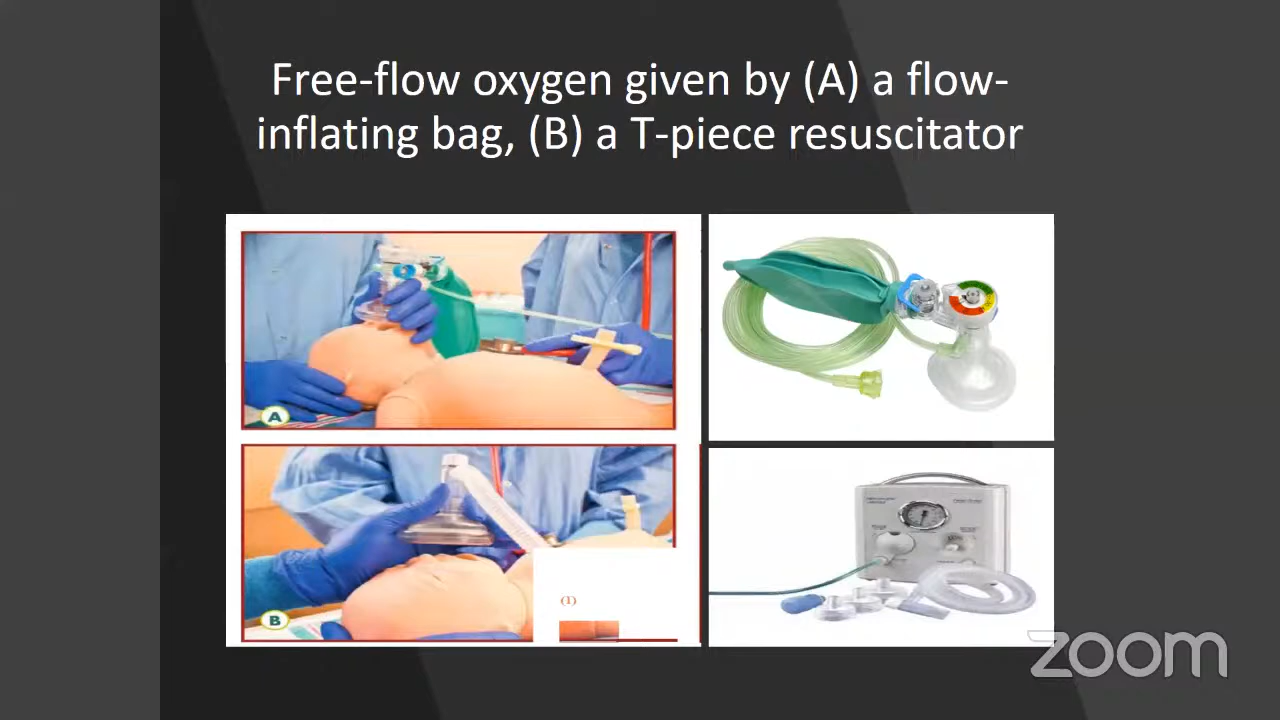 Free-flow oxygen given by (A) a flow-
inflating bag, (B) a T-piece resuscitator
A
B
(1)
zoom